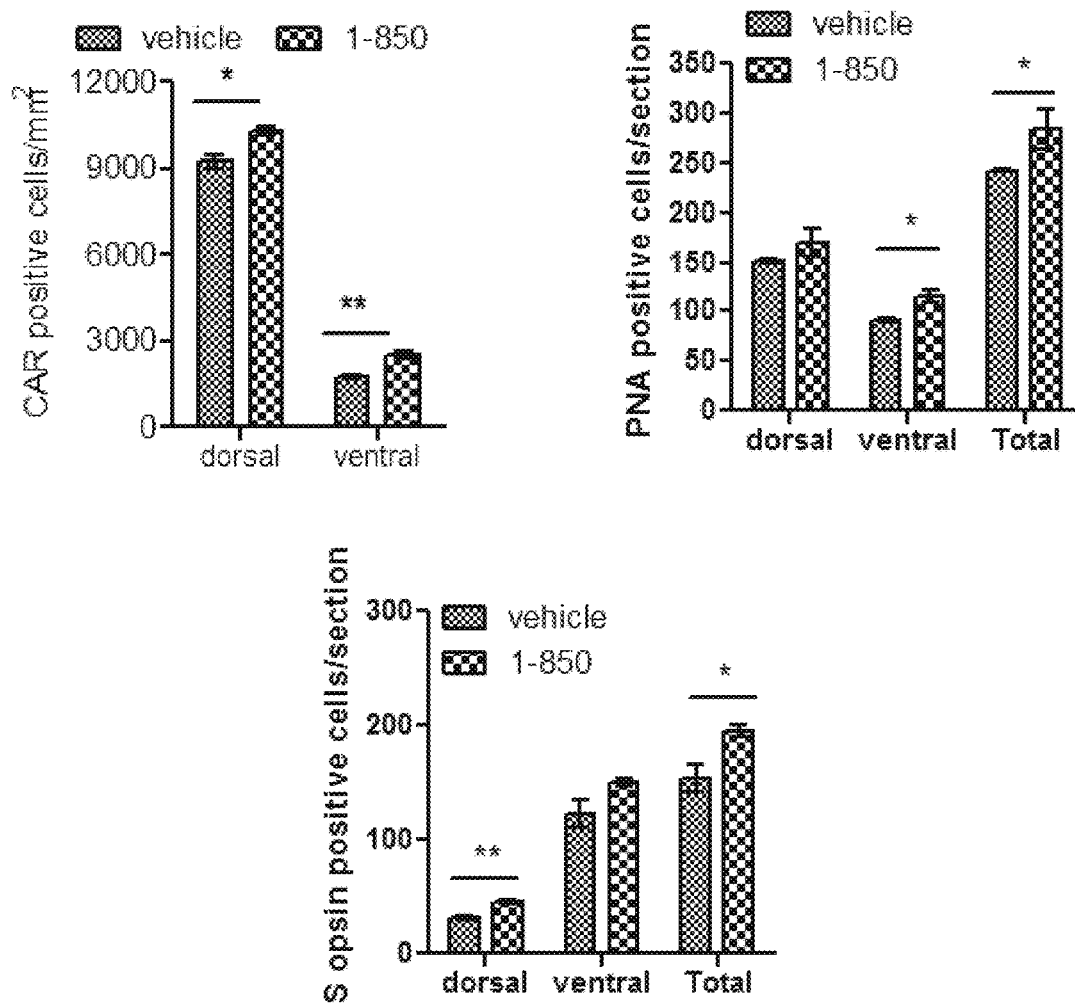 vehicle 1-850
CAR positive cells/mm²
12000
9000
6000
3000
0
*
**
dorsal ventral
vehicle
1-850
PNA positive cells/section
350
300
250
200
150
100
50
0
*
*
dorsal ventral Total
vehicle
1-850
S opsin positive cells/section
300
200
100
0
**
*
dorsal ventral Total